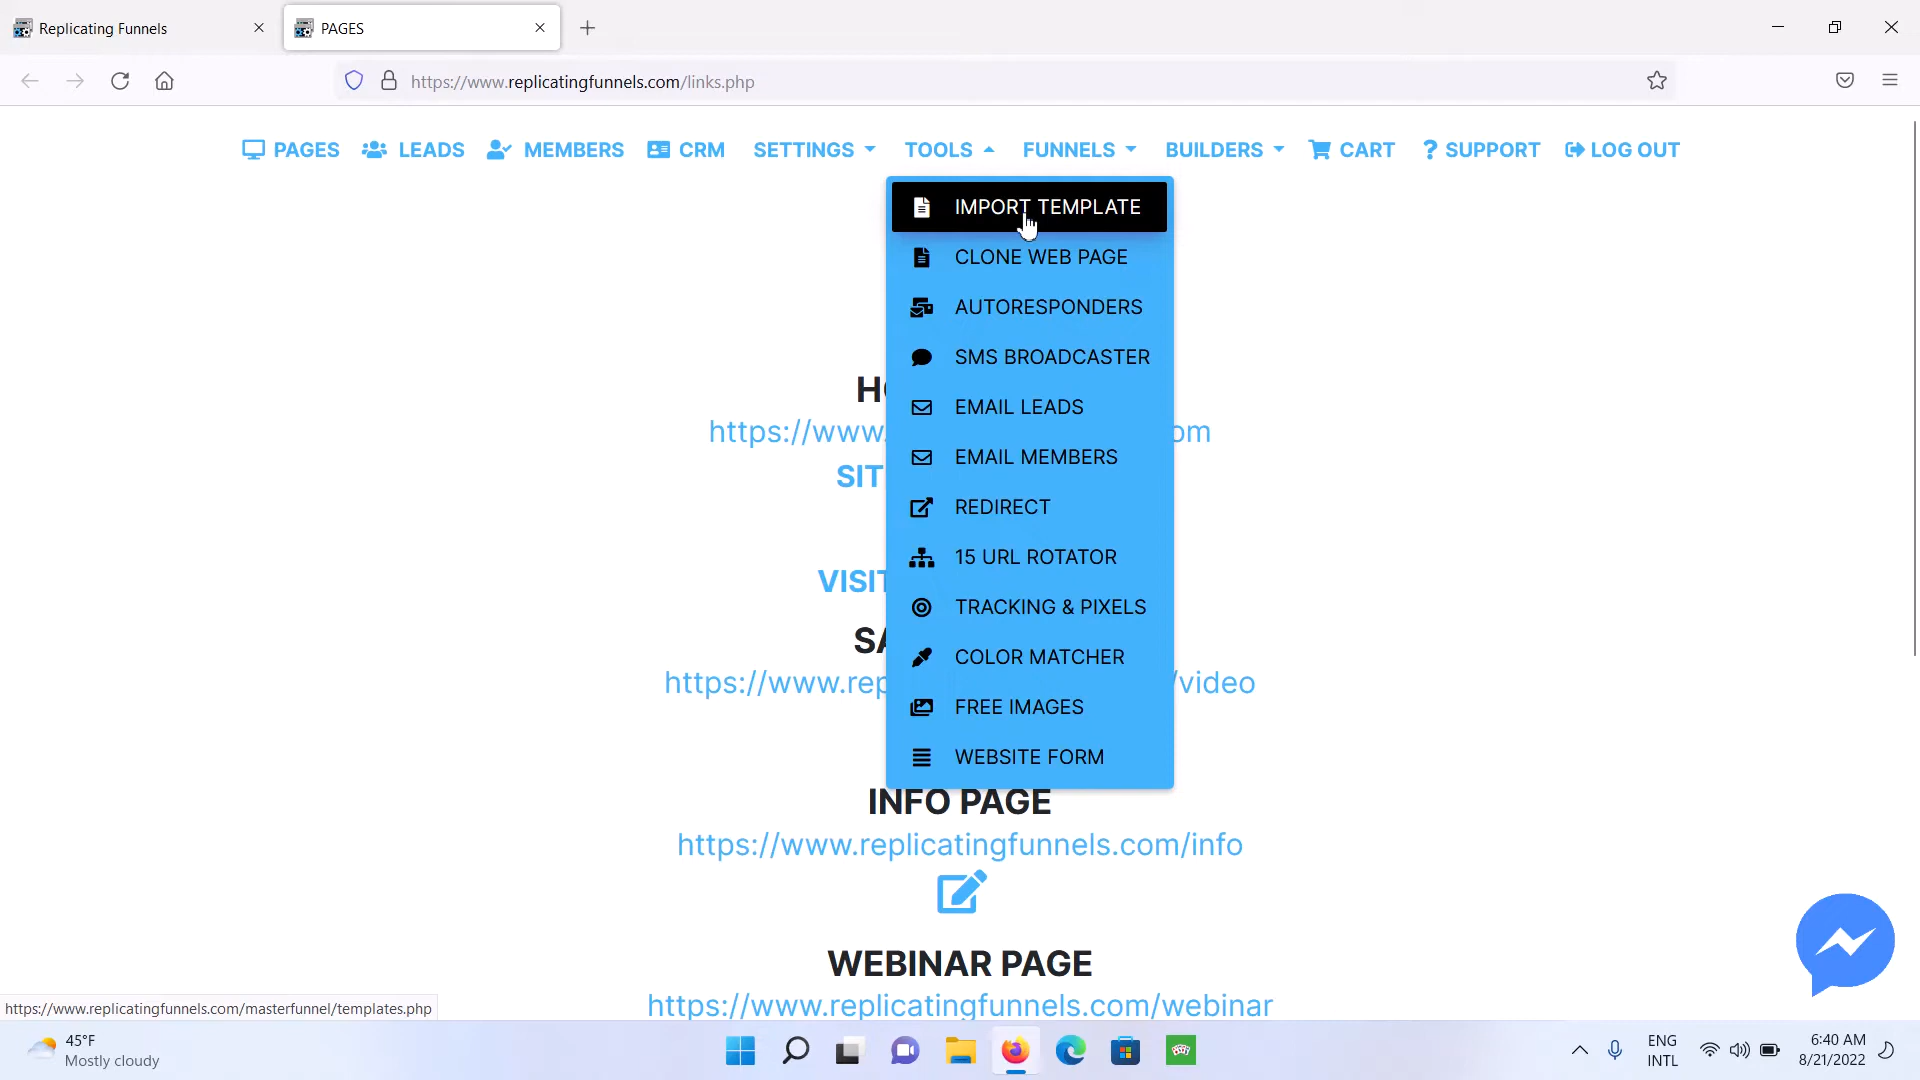 Replicating Funnels
PAGES
https://www.replicatingfunnels.com/links.php
PAGES LEADS MEMBERS CRM SETTINGS TOOLS FUNNELS BUILDERS CART SUPPORT LOG OUT
IMPORT TEMPLATE
CLONE WEB PAGE
AUTORESPONDERS
SMS BROADCASTER
EMAIL LEADS
EMAIL MEMBERS
REDIRECT
15 URL ROTATOR
TRACKING & PIXELS
COLOR MATCHER
FREE IMAGES
WEBSITE FORM
https://www. om
SIT
VISIT
https://www.rep /video
INFO PAGE
https://www.replicatingfunnels.com/info
WEBINAR PAGE
https://www.replicatingfunnels.com/webinar
https://www.replicatingfunnels.com/masterfunnel/templates.php
45°F
Mostly cloudy
ENG
INTL
6:40 AM
8/21/2022